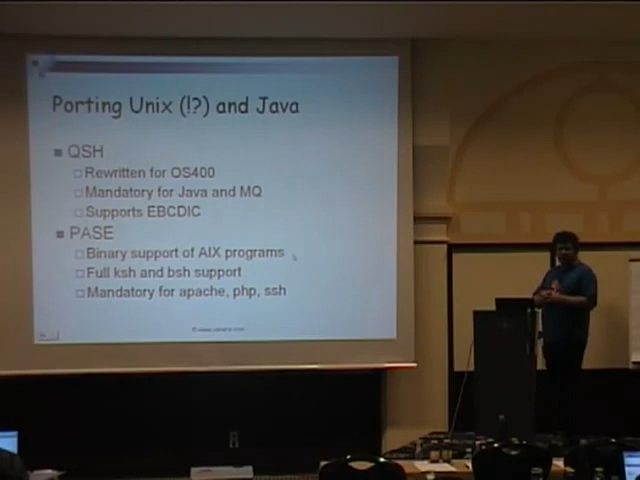 Porting Unix (!?) and Java
QSH
Rewritten for OS400
Mandatory for Java and MQ
Supports EBCDIC
PASE
Binary support of AIX programs
Full ksh and bsh support
Mandatory for apache, php, ssh